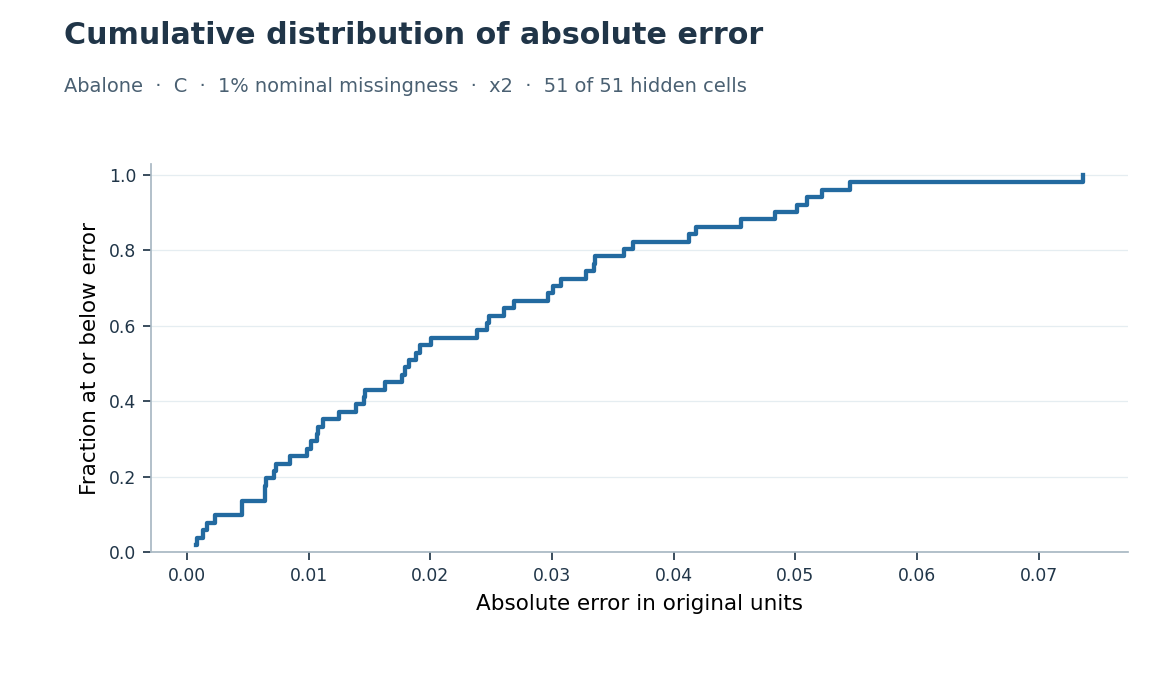 Cumulative distribution of absolute error
Abalone · C · 1% nominal missingness · x2 · 51 of 51 hidden cells
Fraction at or below error
1.0
0.8
0.6
0.4
0.2
0.0
0.00 0.01 0.02 0.03 0.04 0.05 0.06 0.07
Absolute error in original units